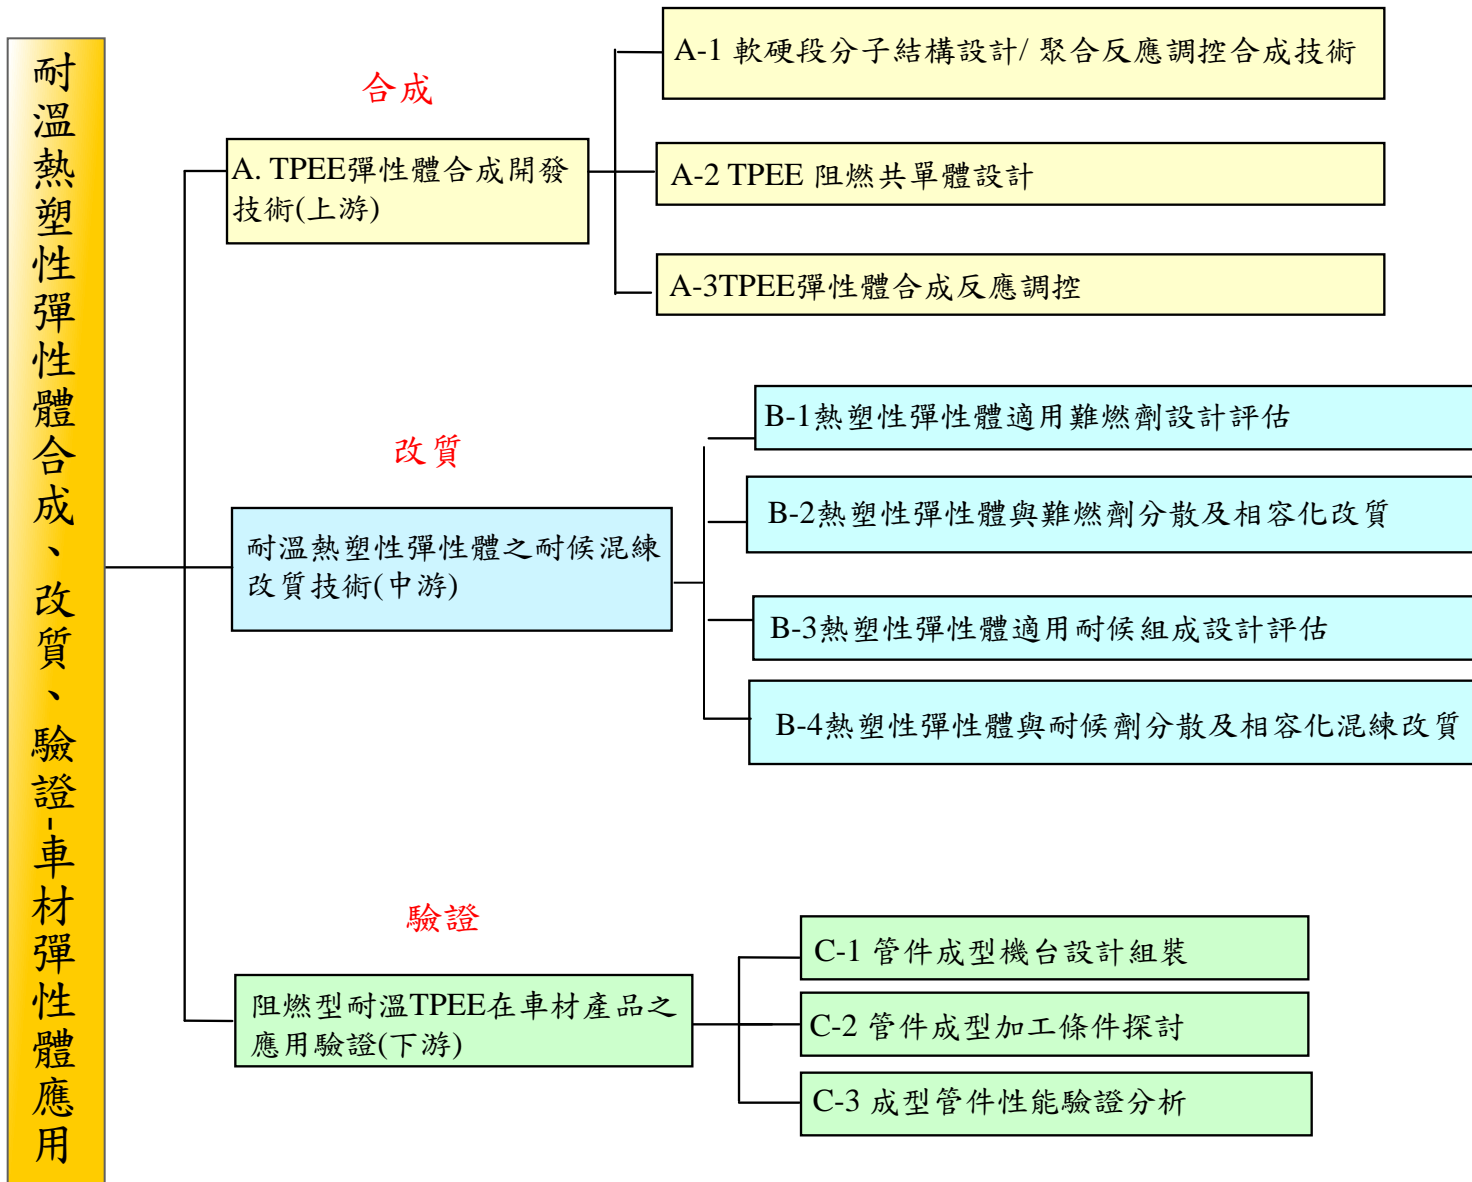 耐溫熱塑性彈性體合成、改質、驗證-車材彈性體應用
合成
A. TPEE彈性體合成開發
技術(上游)
A-1 軟硬段分子結構設計/ 聚合反應調控合成技術
A-2 TPEE 阻燃共單體設計
A-3TPEE彈性體合成反應調控
改質
耐溫熱塑性彈性體之耐候混練
改質技術(中游)
B-1熱塑性彈性體適用難燃劑設計評估
B-2熱塑性彈性體與難燃劑分散及相容化改質
B-3熱塑性彈性體適用耐候組成設計評估
B-4熱塑性彈性體與耐候劑分散及相容化混練改質
驗證
阻燃型耐溫TPEE在車材產品之
應用驗證(下游)
C-1 管件成型機台設計組裝
C-2 管件成型加工條件探討
C-3 成型管件性能驗證分析